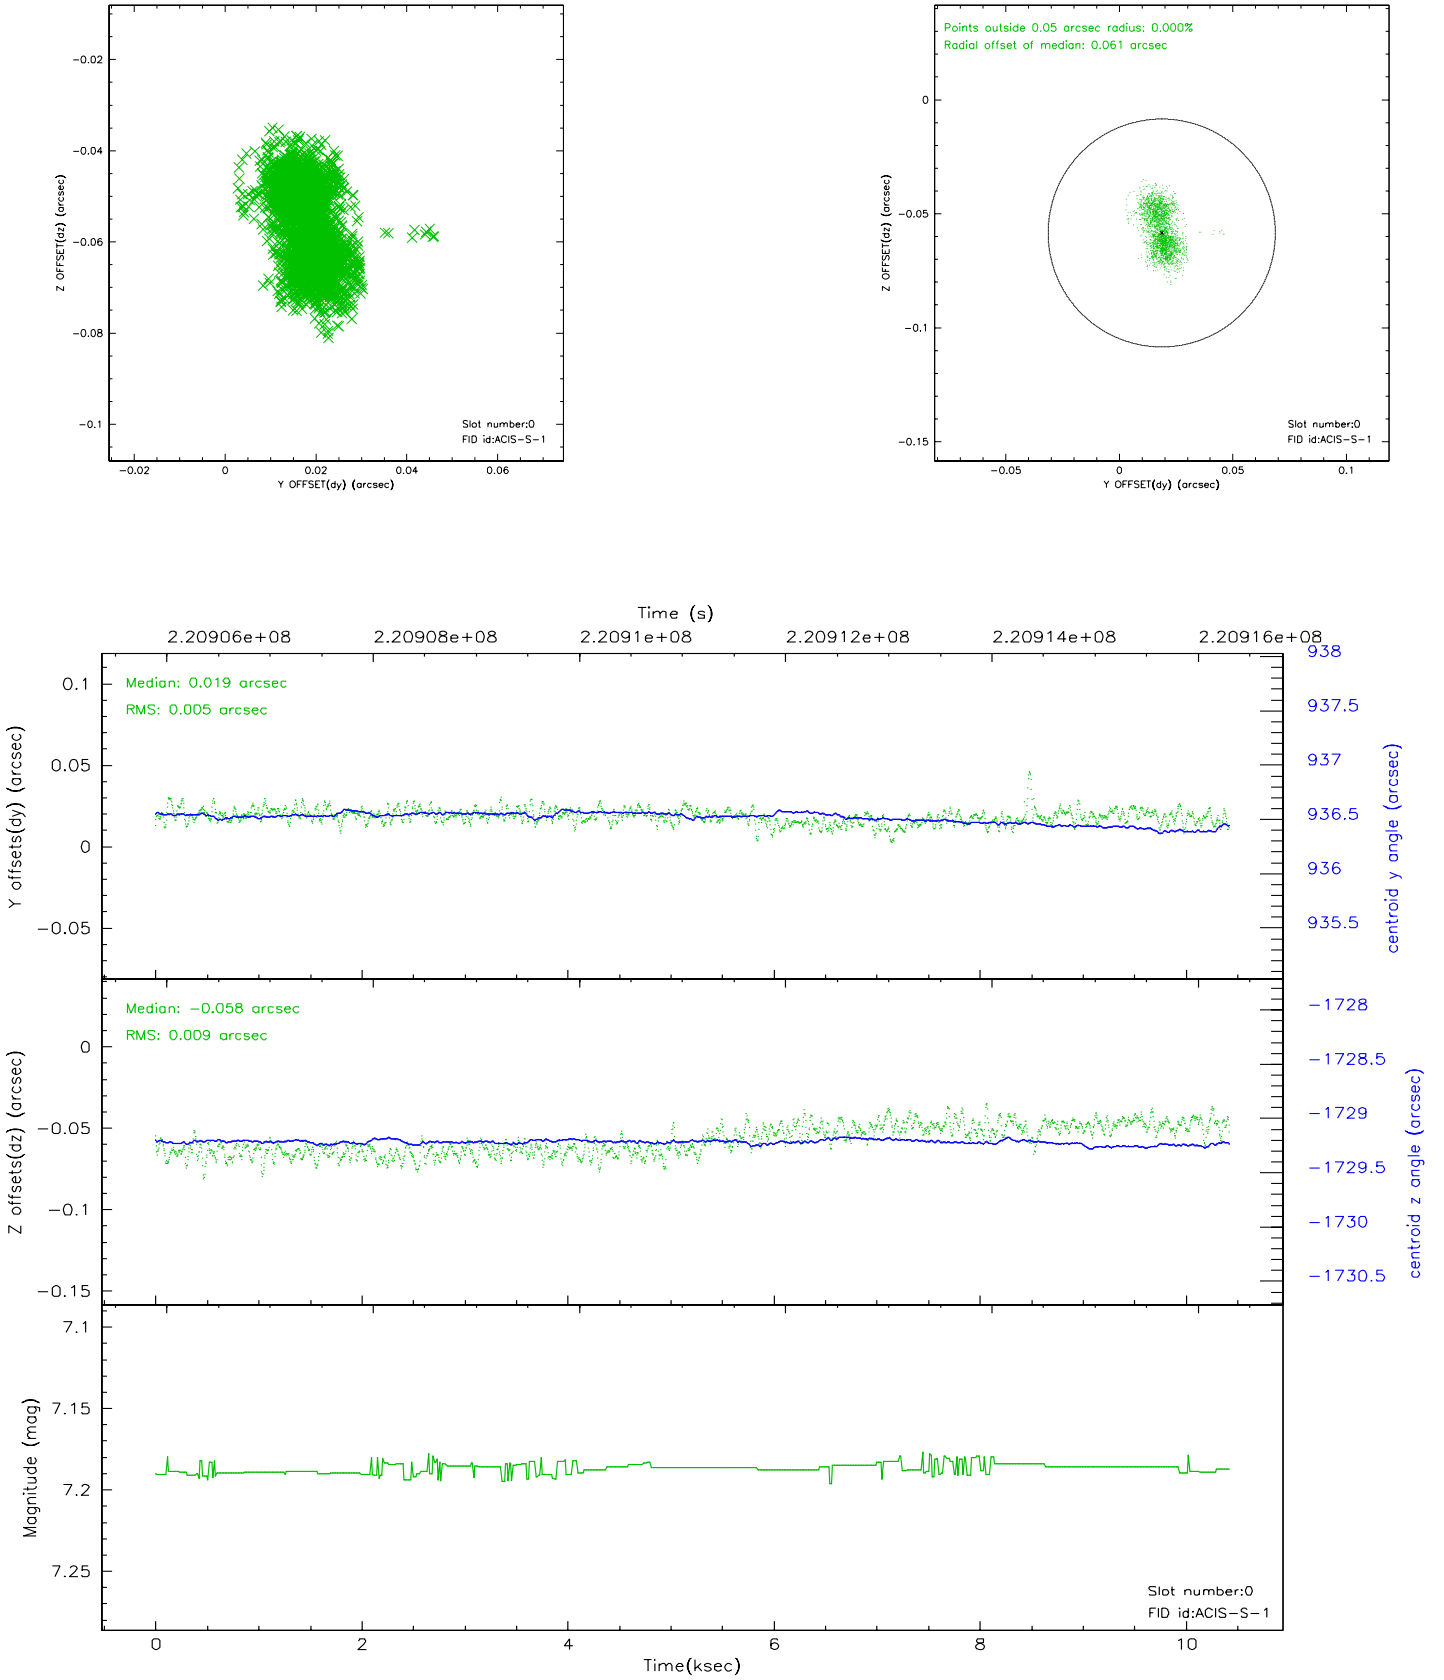 -0.02
-0.04
-0.06
-0.08
-0.1
Z OFFSET(dz) (arcsec)
Slot number:0
FID id:ACIS-S-1
-0.02 0 0.02 0.04 0.06
Y OFFSET(dy) (arcsec)
Points outside 0.05 arcsec radius: 0.000%
Radial offset of median: 0.061 arcsec
0
-0.05
-0.1
-0.15
Z OFFSET(dz) (arcsec)
Slot number:0
FID id:ACIS-S-1
-0.05 0 0.05 0.1
Y OFFSET(dy) (arcsec)
Time (s)
2.20906e+08 2.20908e+08 2.2091e+08 2.20912e+08 2.20914e+08 2.20916e+08
Median: 0.019 arcsec
RMS: 0.005 arcsec
0.1
0.05
0
-0.05
Y offsets(dy) (arcsec)
938
937.5
937
936.5
936
935.5
centroid y angle (arcsec)
Median: -0.058 arcsec
RMS: 0.009 arcsec
0
-0.05
-0.1
-0.15
Z offsets(dz) (arcsec)
-1728
-1728.5
-1729
-1729.5
-1730
-1730.5
centroid z angle (arcsec)
7.1
7.15
7.2
7.25
Magnitude (mag)
Slot number:0
FID id:ACIS-S-1
0 2 4 6 8 10
Time(ksec)